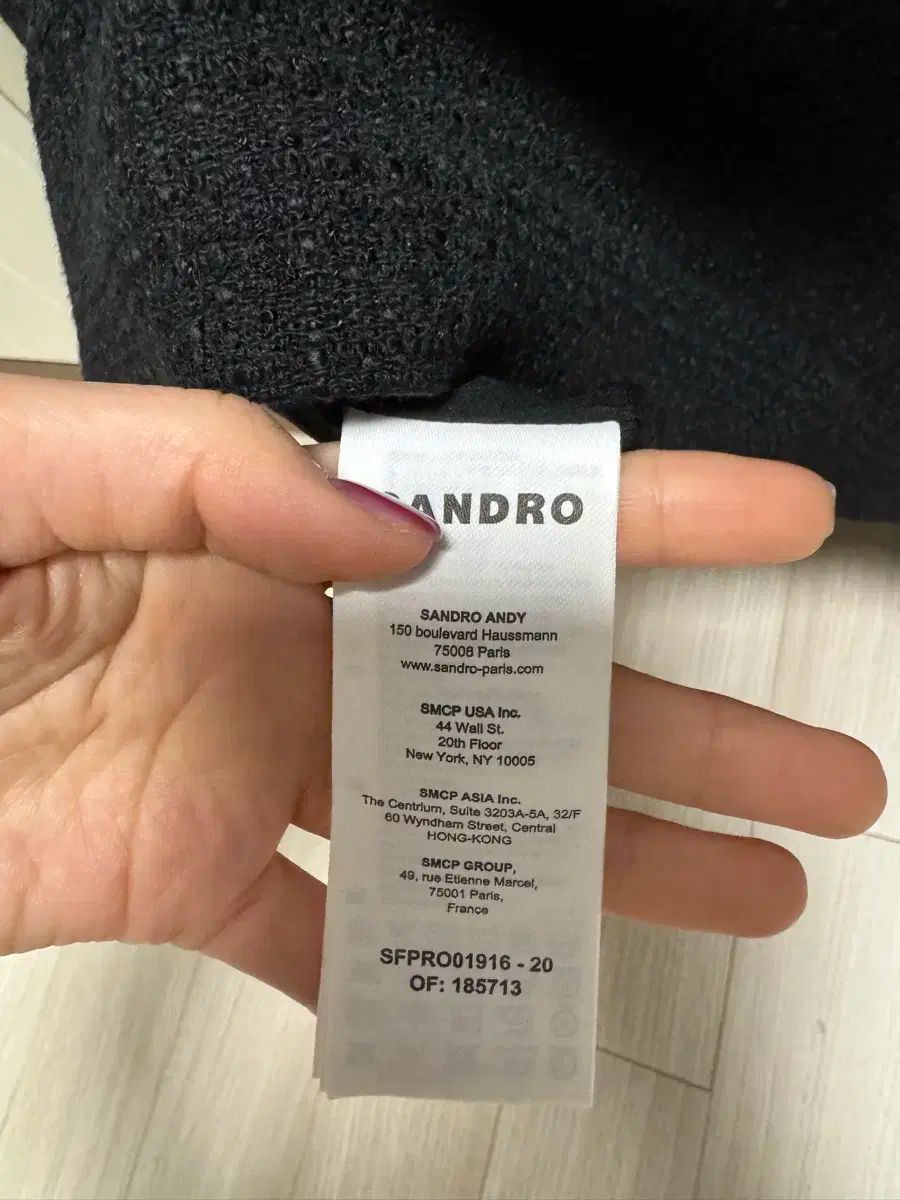 SANDRO
SANDRO ANDY
150 boulevard Haussmann
75008 Paris
www.sandro-paris.com
SMCP USA Inc.
44 Wall St.
20th Floor
New York, NY 10005
SMCP ASIA Inc.
The Centrium, Suite 3203A-5A, 32/F
60 Wyndham Street, Central
HONG-KONG
SMCP GROUP,
49, rue Etienne Marcel,
75001 Paris,
France
SFPRO01916 - 20
OF: 185713